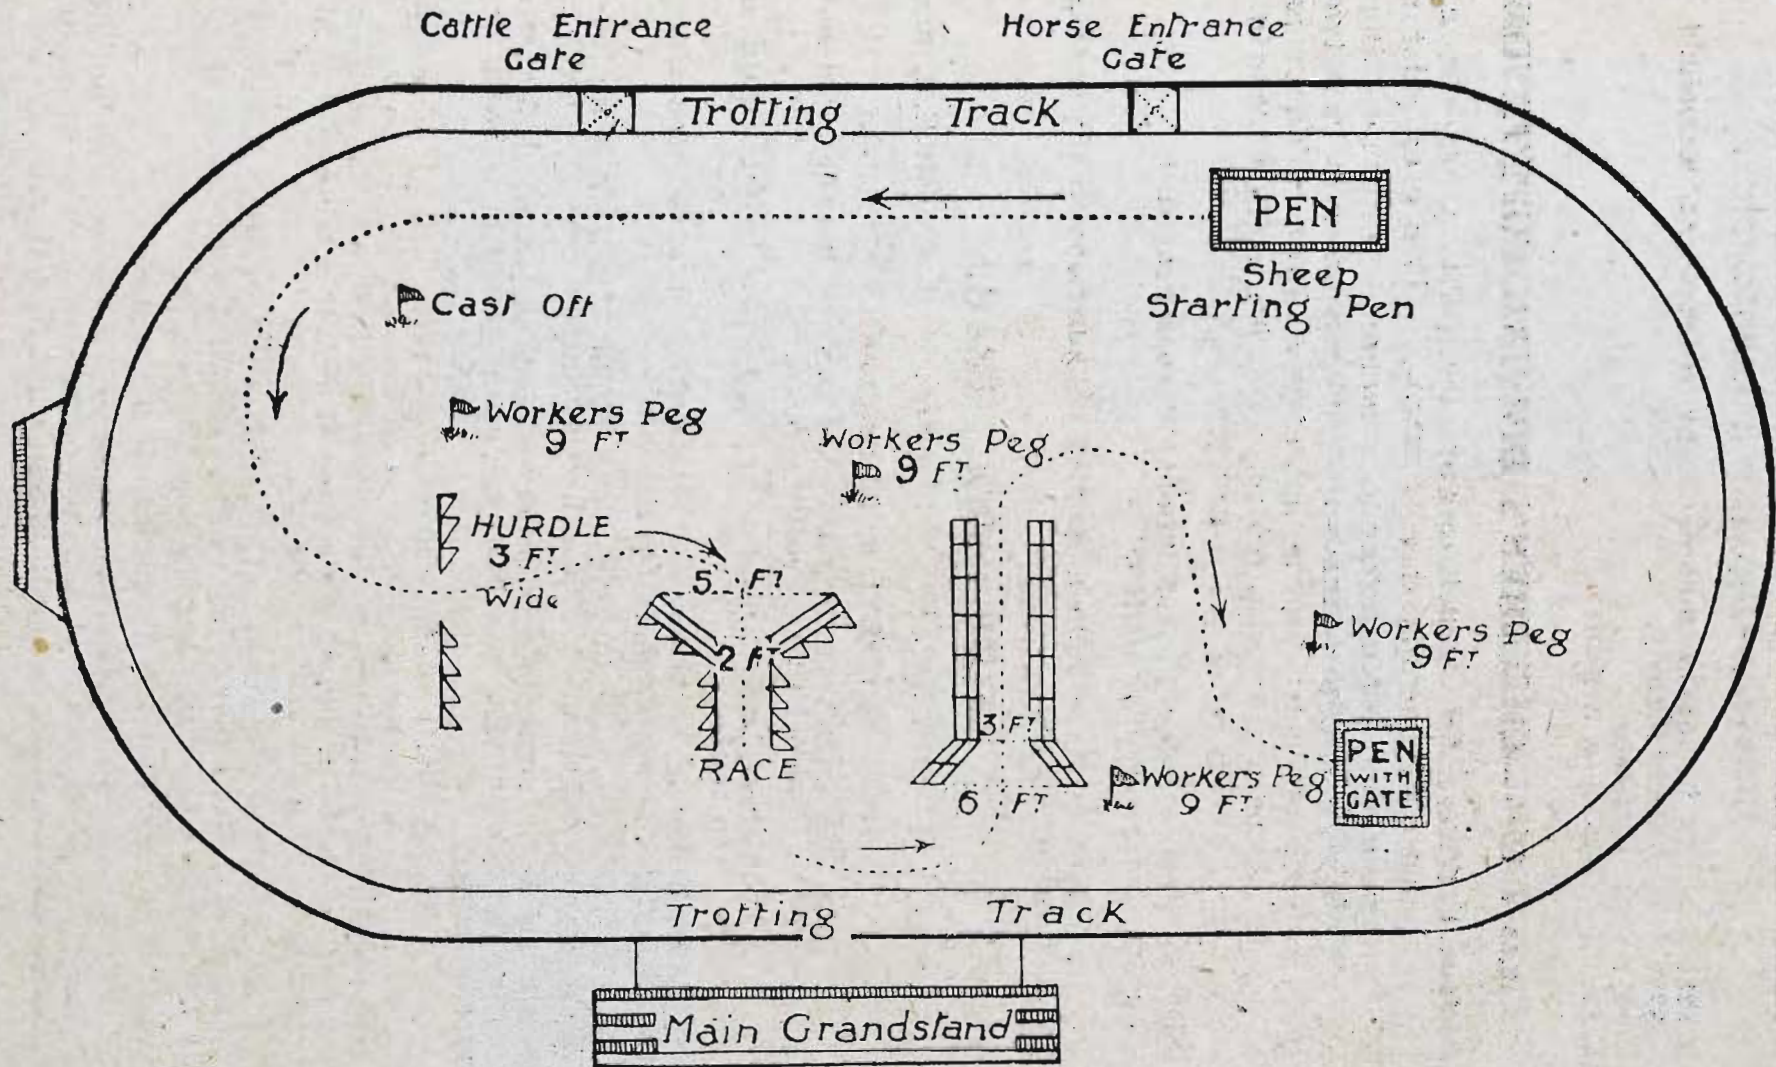 Cattle Entrance
Gate
Horse Entrance
Gate
Trotting Track
PEN
Sheep
Starting Pen
Cast Off
Workers Peg
9 FT
Workers Peg
9 FT
HURDLE
3 FT
Wide
5 FT
2 FT
RACE
3 FT
6 FT
Workers Peg
9 FT
Workers Peg
9 FT
PEN
WITH
GATE
Trotting Track
Main Grandstand